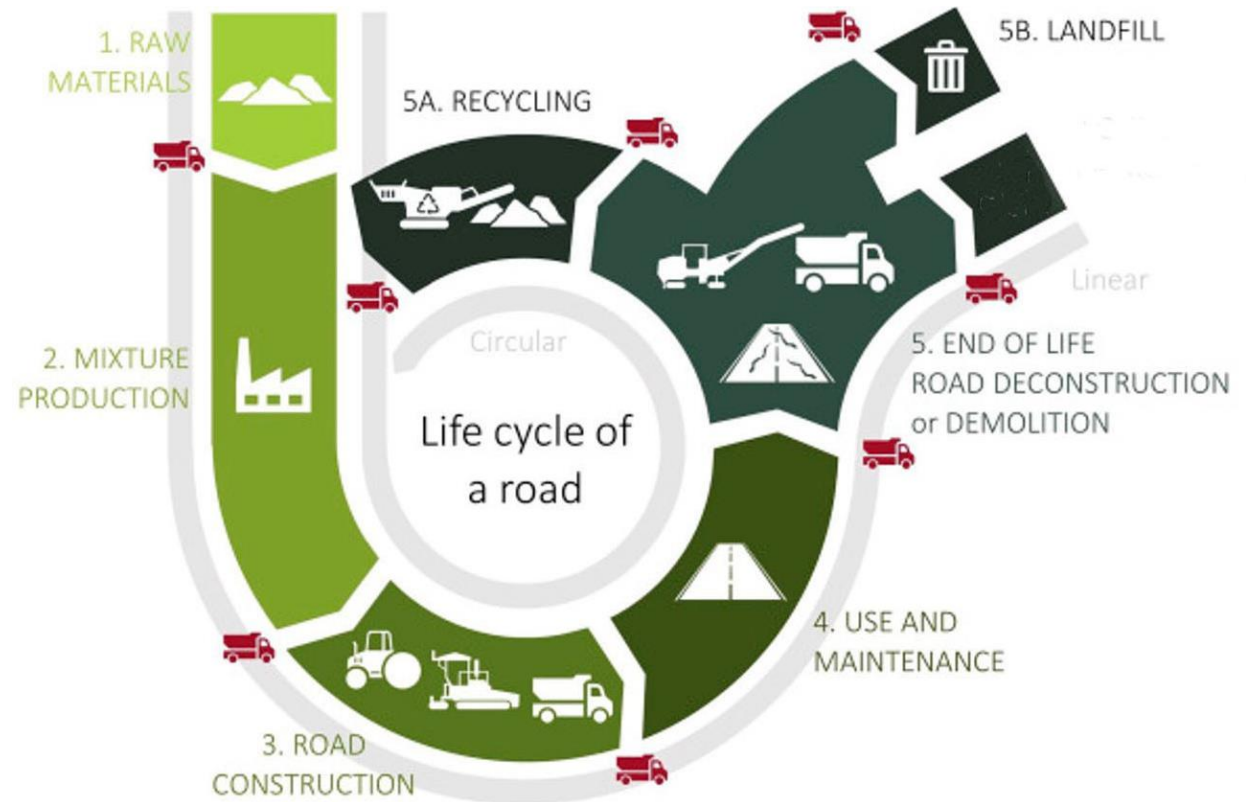 1. RAW
MATERIALS
5A. RECYCLING
5B. LANDFILL
Linear
Circular
2. MIXTURE
PRODUCTION
Life cycle of
a road
5. END OF LIFE
ROAD DECONSTRUCTION
or DEMOLITION
4. USE AND
MAINTENANCE
3. ROAD
CONSTRUCTION